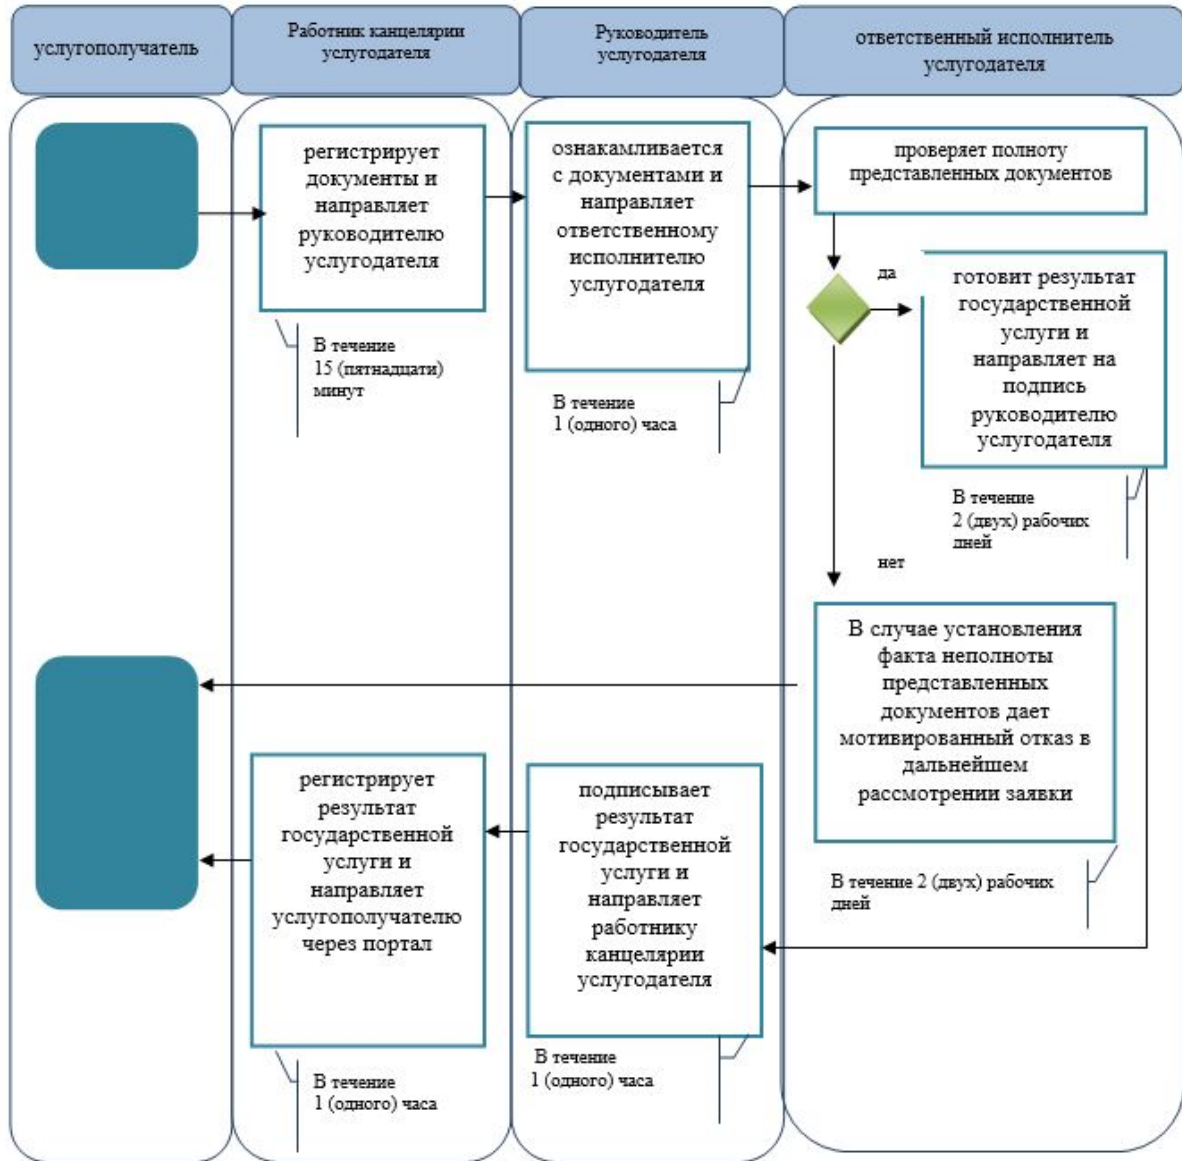 услугополучатель
Работник канцелярии
услугодателя
Руководитель
услугодателя
ответственный исполнитель
услугодателя
регистрирует
документы и
направляет
руководителю
услугодателя
В течение
15 (пятнадцати)
минут
ознакамливается
с документами и
направляет
ответственному
исполнителю
услугодателя
В течение
1 (одного) часа
проверяет полноту
представленных документов
да
готовит результат
государственной
услуги и
направляет на
подпись
руководителю
услугодателя
В течение
2 (двух) рабочих
дней
нет
В случае установления
факта неполноты
представленных
документов дает
мотивированный отказ в
дальнейшем
рассмотрении заявки
В течение 2 (двух) рабочих
дней
подписывает
результат
государственной
услуги и
направляет
работнику
канцелярии
услугодателя
В течение
1 (одного) часа
регистрирует
результат
государственной
услуги и
направляет
услугополучателю
через портал
В течение
1 (одного) часа